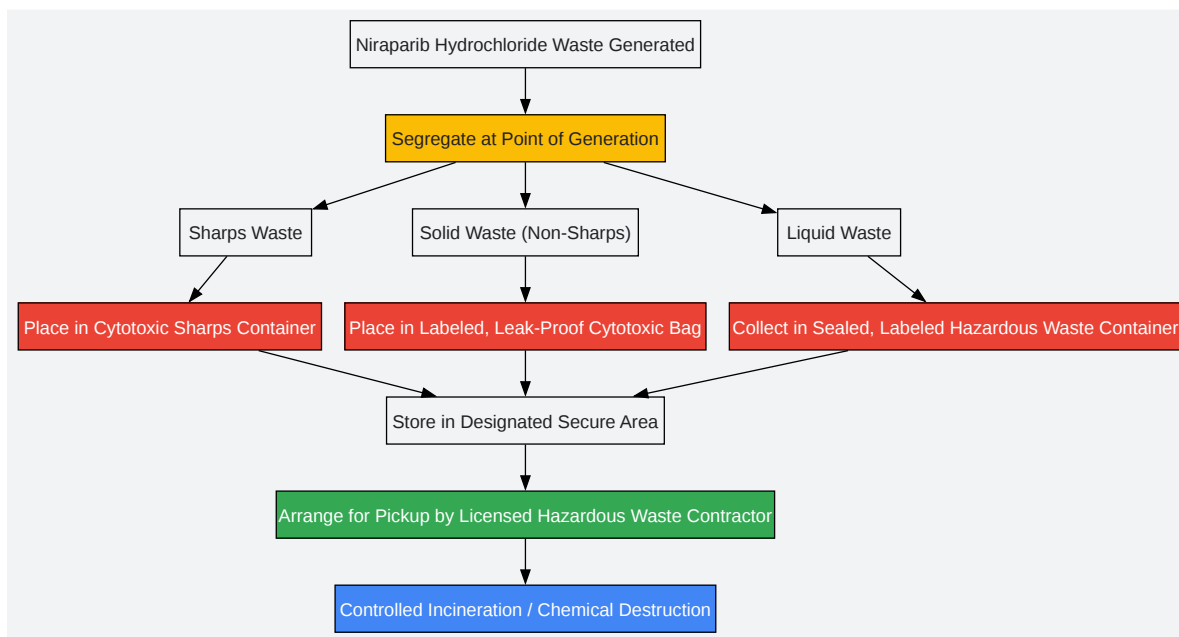 Niraparib Hydrochloride Waste Generated
Segregate at Point of Generation
Sharps Waste
Solid Waste (Non-Sharps)
Liquid Waste
Place in Cytotoxic Sharps Container
Place in Labeled, Leak-Proof Cytotoxic Bag
Collect in Sealed, Labeled Hazardous Waste Container
Store in Designated Secure Area
Arrange for Pickup by Licensed Hazardous Waste Contractor
Controlled Incineration / Chemical Destruction